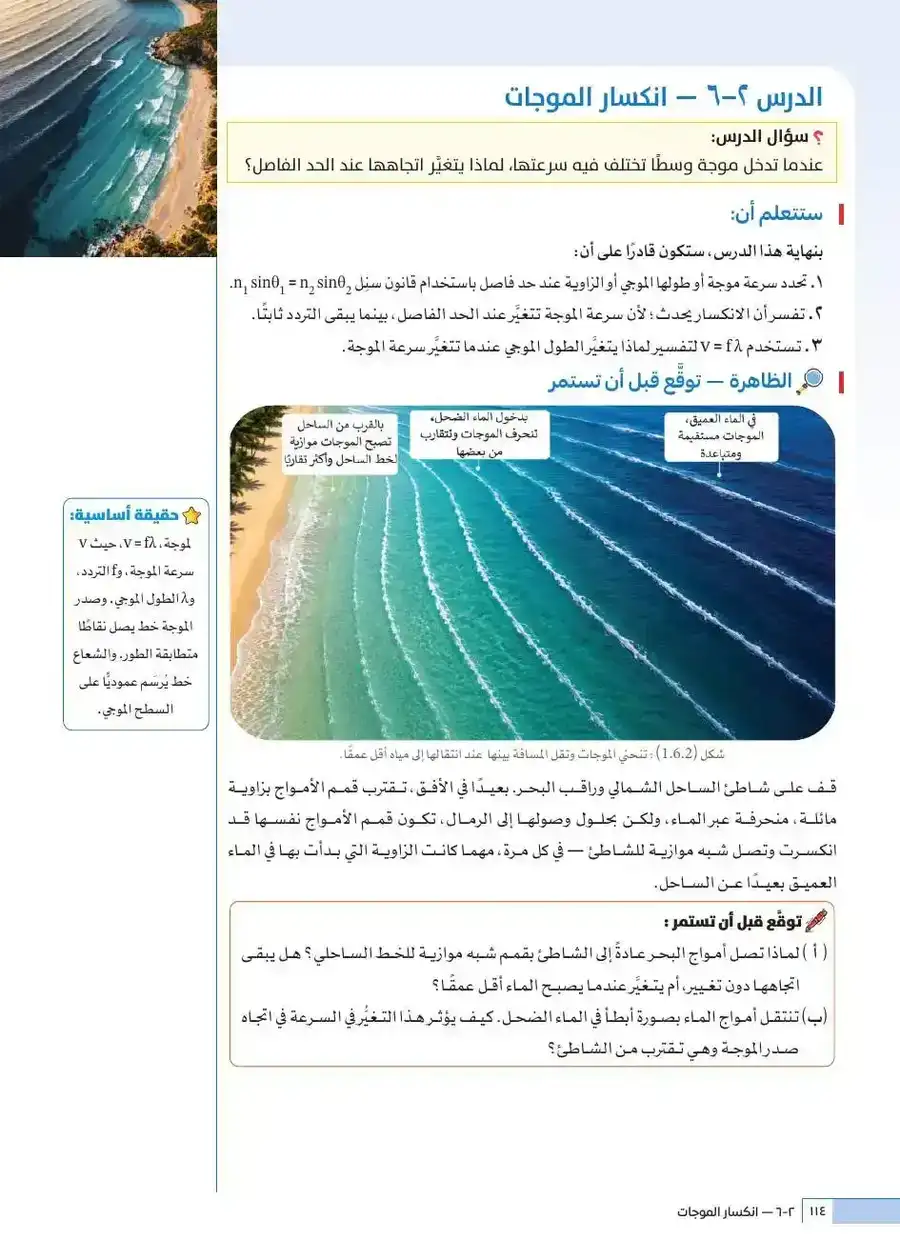 الدرس ٢-٦ — انكسار الموجات
؟ سؤال الدرس:
عندما تدخل موجة وسطًا تختلف فيه سرعتها، لماذا يتغيَّر اتجاهها عند الحد الفاصل؟
ستتعلم أن:
بنهاية هذا الدرس، ستكون قادرًا على أن:
١. تحدد سرعة موجة أو طولها الموجي أو الزاوية عند حد فاصل باستخدام قانون سنِل n₁ sinθ₁ = n₂ sinθ₂.
٢. تفسر أن الانكسار يحدث؛ لأن سرعة الموجة تتغيَّر عند الحد الفاصل، بينما يبقى التردد ثابتًا.
٣. تستخدم v = fλ لتفسير لماذا يتغيَّر الطول الموجي عندما تتغيَّر سرعة الموجة.
الظاهرة — توقَّع قبل أن تستمر
في الماء العميق،
الموجات مستقيمة
ومتباعدة
بدخول الماء الضحل،
تنحرف الموجات وتتقارب
من بعضها
بالقرب من الساحل
تصبح الموجات موازية
لخط الساحل وأكثر تقاربًا
شكل (1.6.2): تنحني الموجات وتقل المسافة بينها عند انتقالها إلى مياه أقل عمقًا.
حقيقة أساسية:
لموجة، v = fλ، حيث v
سرعة الموجة، وf التردد،
وλ الطول الموجي. وصدر
الموجة خط يصل نقاطًا
متطابقة الطور. والشعاع
خط يُرسَم عموديًّا على
السطح الموجي.
قف على شاطئ الساحل الشمالي وراقب البحر. بعيدًا في الأفق، تقترب قمم الأمواج بزاوية
مائلة، منحرفة عبر الماء، ولكن بحلول وصولها إلى الرمال، تكون قمم الأمواج نفسها قد
انكسرت وتصل شبه موازية للشاطئ — في كل مرة، مهما كانت الزاوية التي بدأت بها في الماء
العميق بعيدًا عن الساحل.
توقَّع قبل أن تستمر :
( أ ) لماذا تصل أمواج البحر عادةً إلى الشاطئ بقمم شبه موازية للخط الساحلي؟ هل يبقى
اتجاهها دون تغيير، أم يتغيَّر عندما يصبح الماء أقل عمقًا؟
(ب) تنتقل أمواج الماء بصورة أبطأ في الماء الضحل. كيف يؤثر هذا التغيُّر في السرعة في اتجاه
صدر الموجة وهي تقترب من الشاطئ؟
١١٤ ٢-٦ — انكسار الموجات